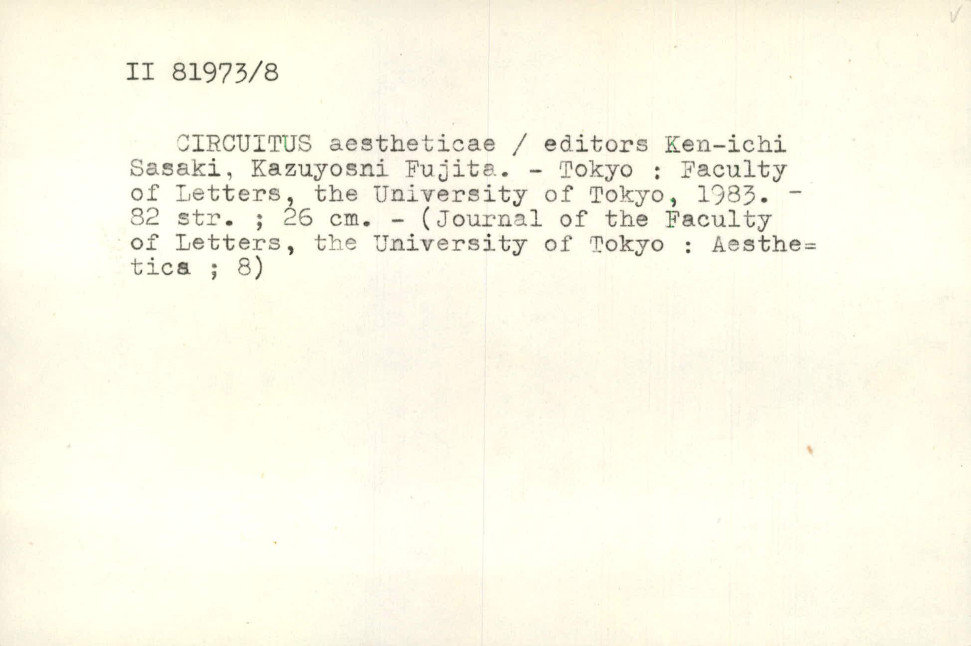 II 81973/8
CIRCUITUS aestheticae / editors Ken-ichi
Sasaki, Kazuyosni Fujita. - Tokyo : Faculty
of Letters, the University of Tokyo, 1983. -
82 str. ; 26 cm. - (Journal of the Faculty
of Letters, the University of Tokyo : Aesthe=
tica ; 8)